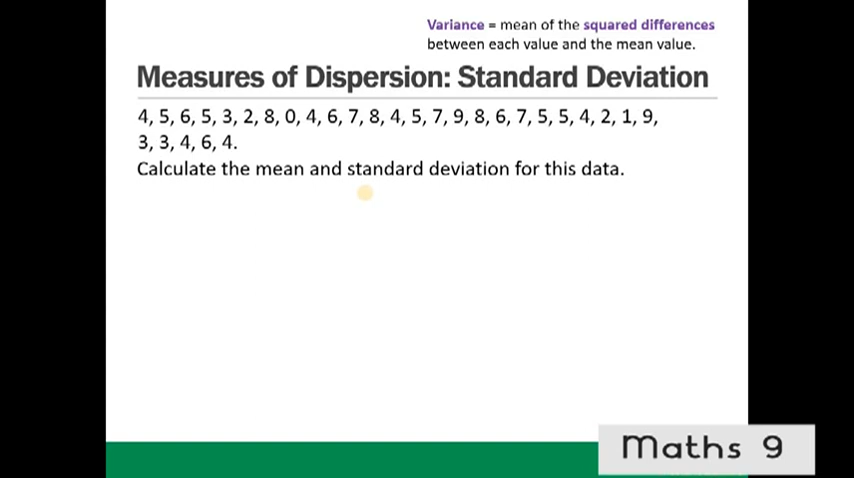 Variance = mean of the squared differences
between each value and the mean value.
Measures of Dispersion: Standard Deviation
4, 5, 6, 5, 3, 2, 8, 0, 4, 6, 7, 8, 4, 5, 7, 9, 8, 6, 7, 5, 5, 4, 2, 1, 9,
3, 3, 4, 6, 4.
Calculate the mean and standard deviation for this data.
Maths 9